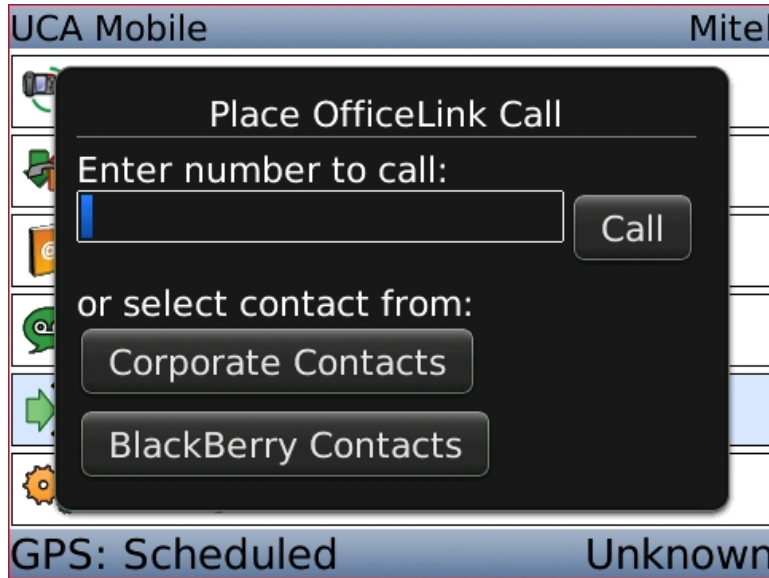 UCA Mobile Mitel
Place OfficeLink Call
Enter number to call:
Call
or select contact from:
Corporate Contacts
BlackBerry Contacts
GPS: Scheduled Unknown